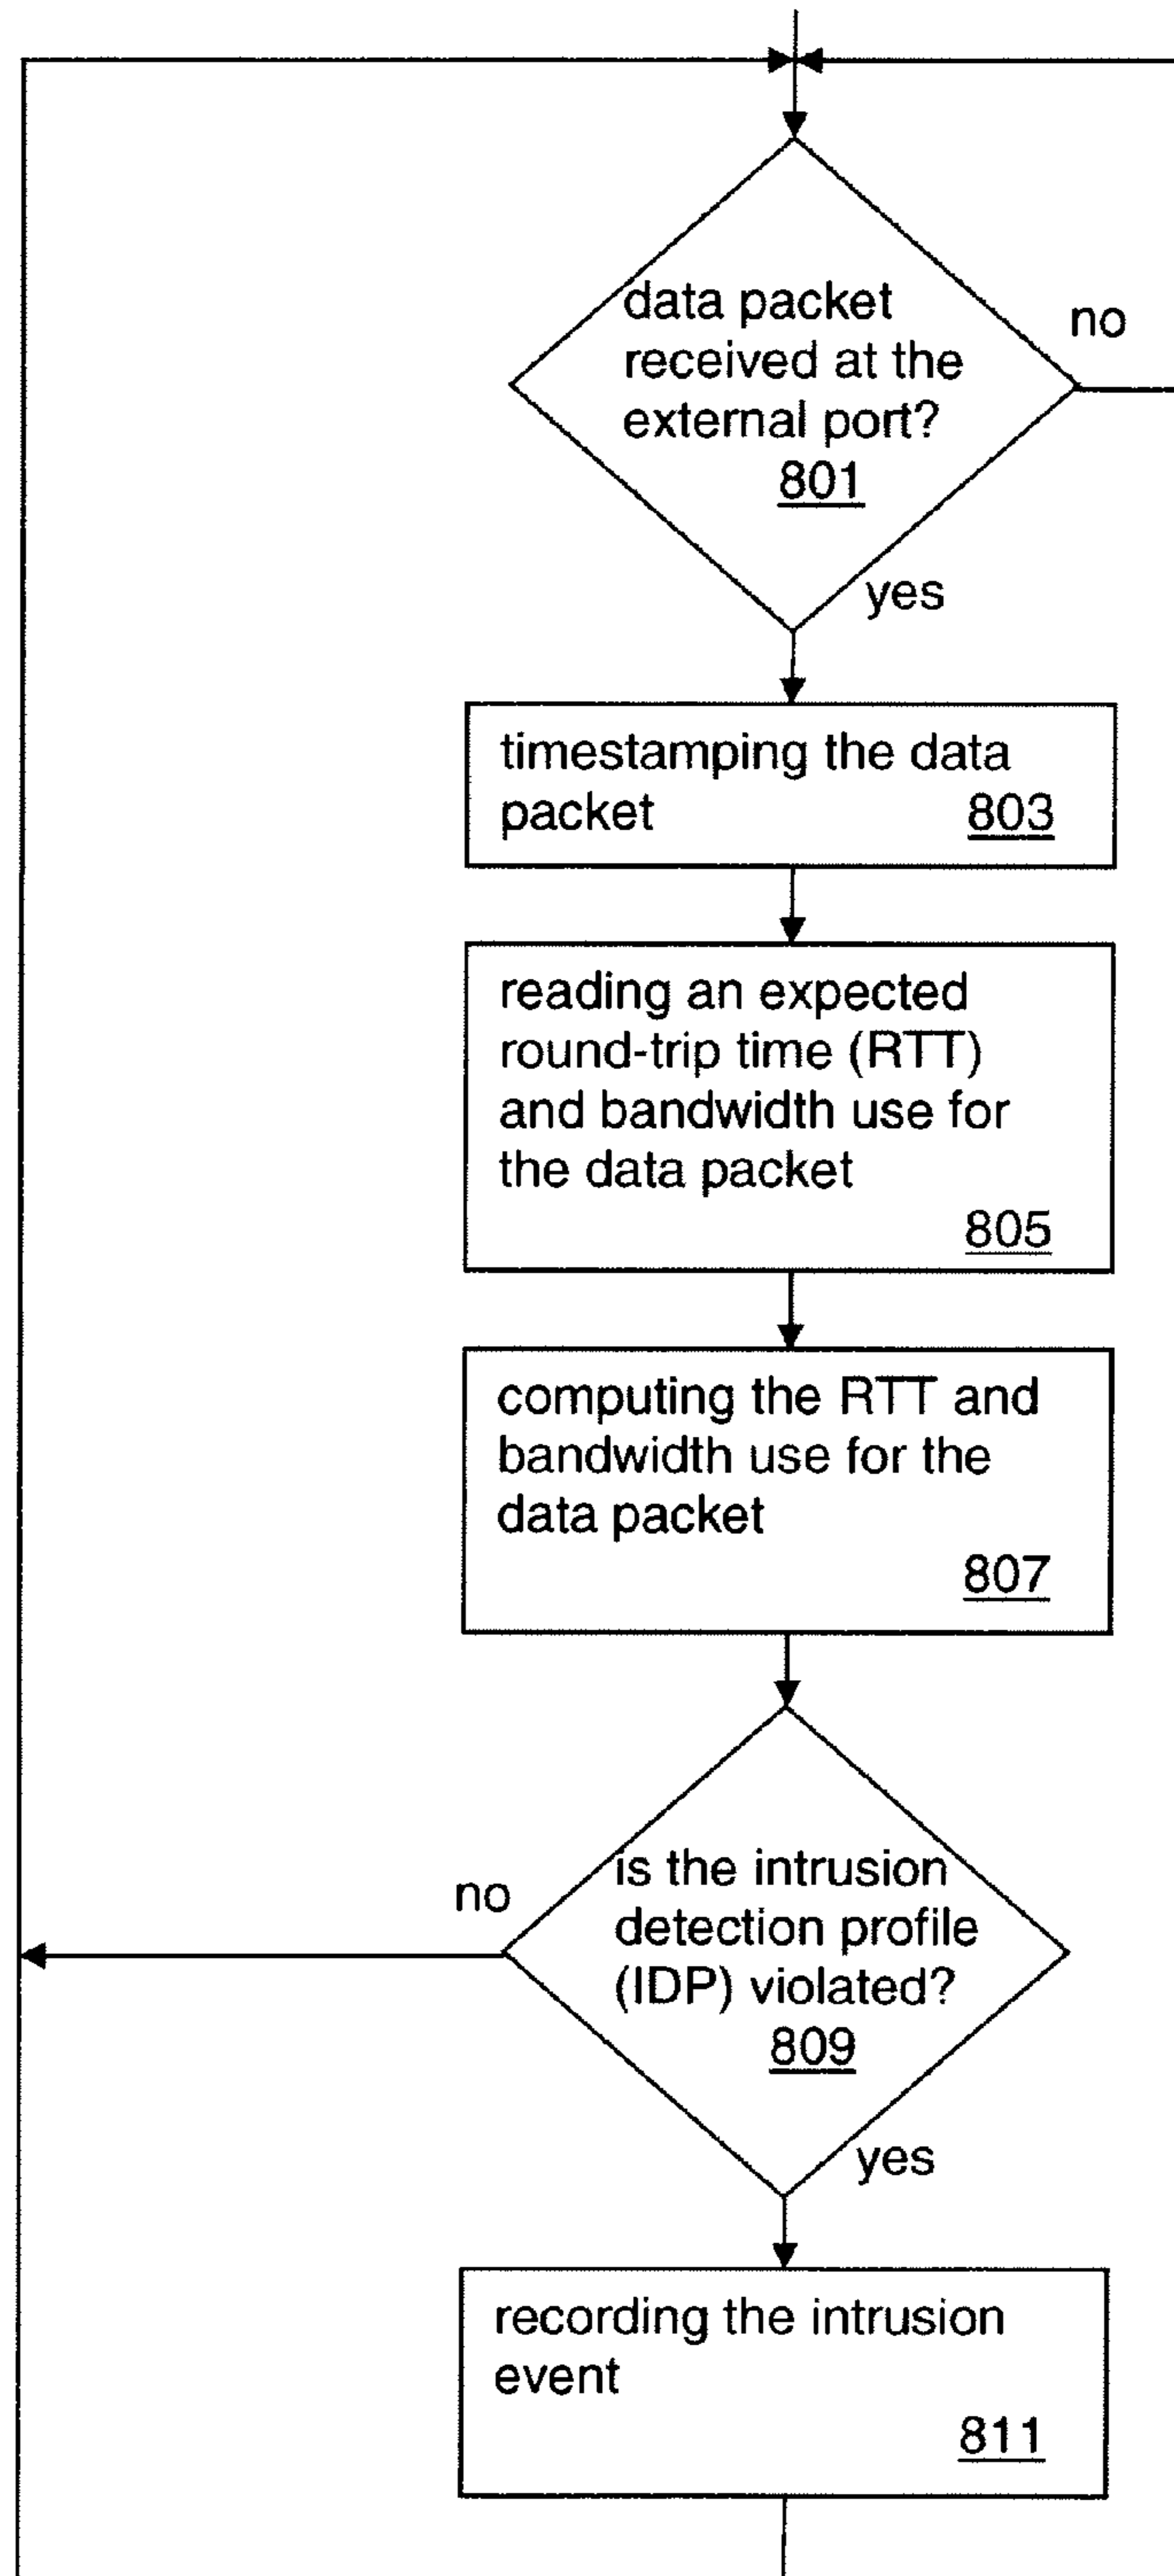 data packet
received at the
external port?
801
no
yes
timestamping the data
packet 803
reading an expected
round-trip time (RTT)
and bandwidth use for
the data packet
805
computing the RTT and
bandwidth use for the
data packet
807
no
is the intrusion
detection profile
(IDP) violated?
809
yes
recording the intrusion
event
811